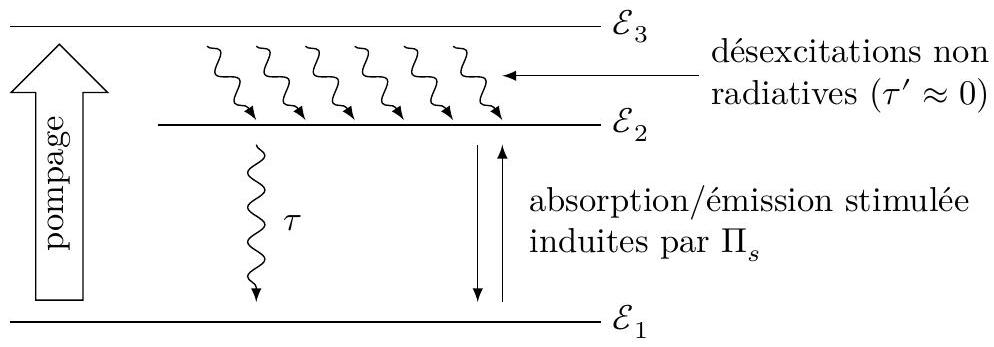 ℰ₃
désexcitations non
radiatives (τ′ ≈ 0)
pompage
ℰ₂
τ
absorption/émission stimulée
induites par Πₛ
ℰ₁